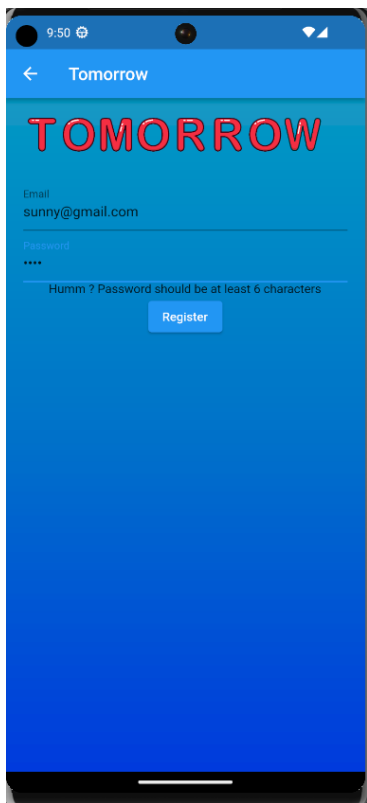 9:50
Tomorrow
TOMORROW
Email
sunny@gmail.com
Password
••••
Humm ? Password should be at least 6 characters
Register